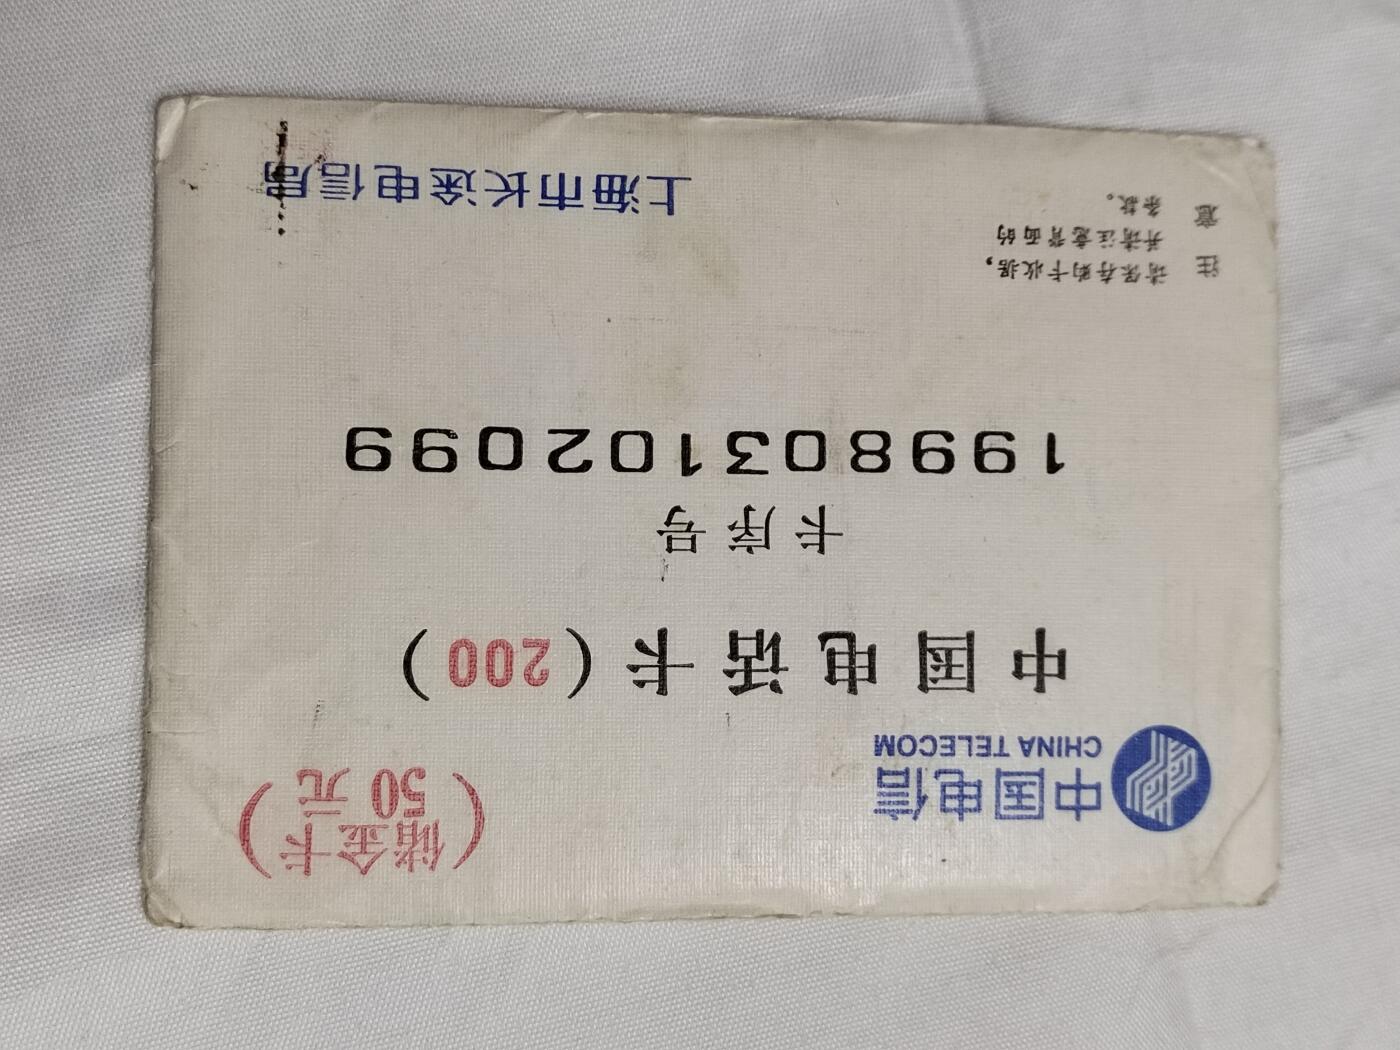 中国电信
CHINA TELECOM
(储金卡
50元)
中国电话卡(200)
卡序号
199803102099
注意
请保存购卡收据,
并请注意背面的
条款。
上海市长途电信局